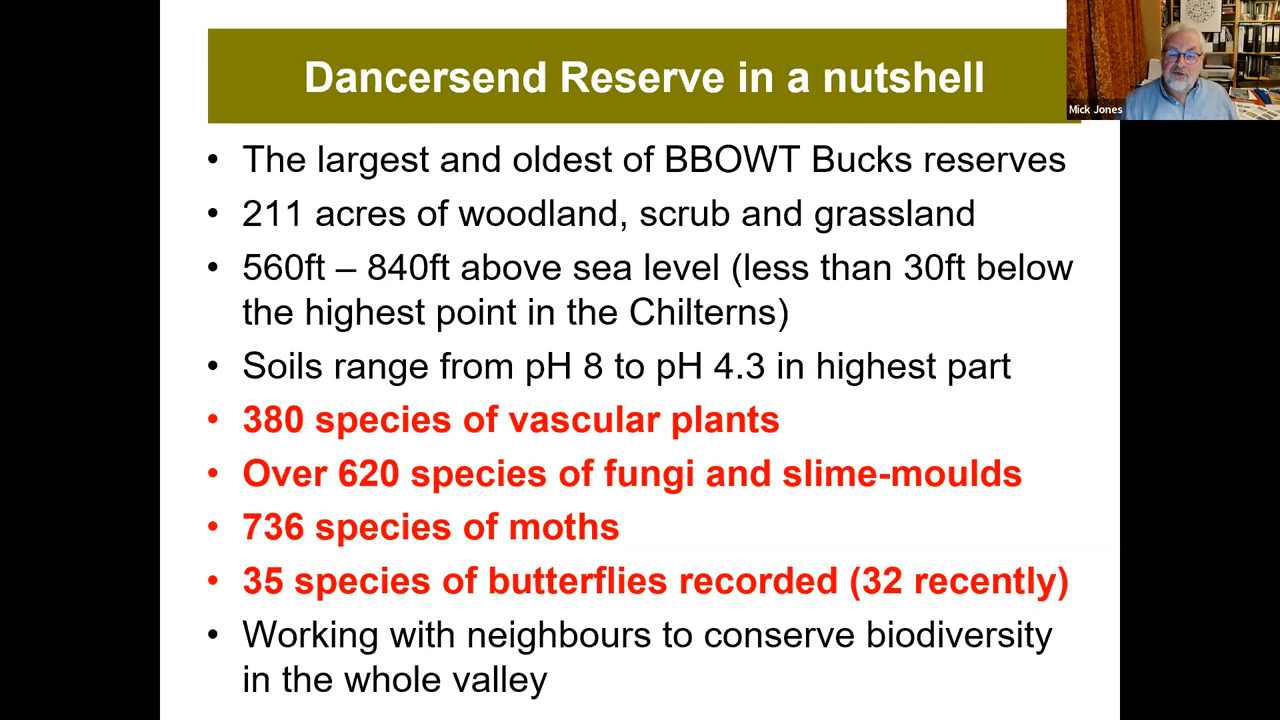 Dancersend Reserve in a nutshell
Mick Jones
• The largest and oldest of BBOWT Bucks reserves
• 211 acres of woodland, scrub and grassland
• 560ft – 840ft above sea level (less than 30ft below
the highest point in the Chilterns)
• Soils range from pH 8 to pH 4.3 in highest part
• 380 species of vascular plants
• Over 620 species of fungi and slime-moulds
• 736 species of moths
• 35 species of butterflies recorded (32 recently)
• Working with neighbours to conserve biodiversity
in the whole valley